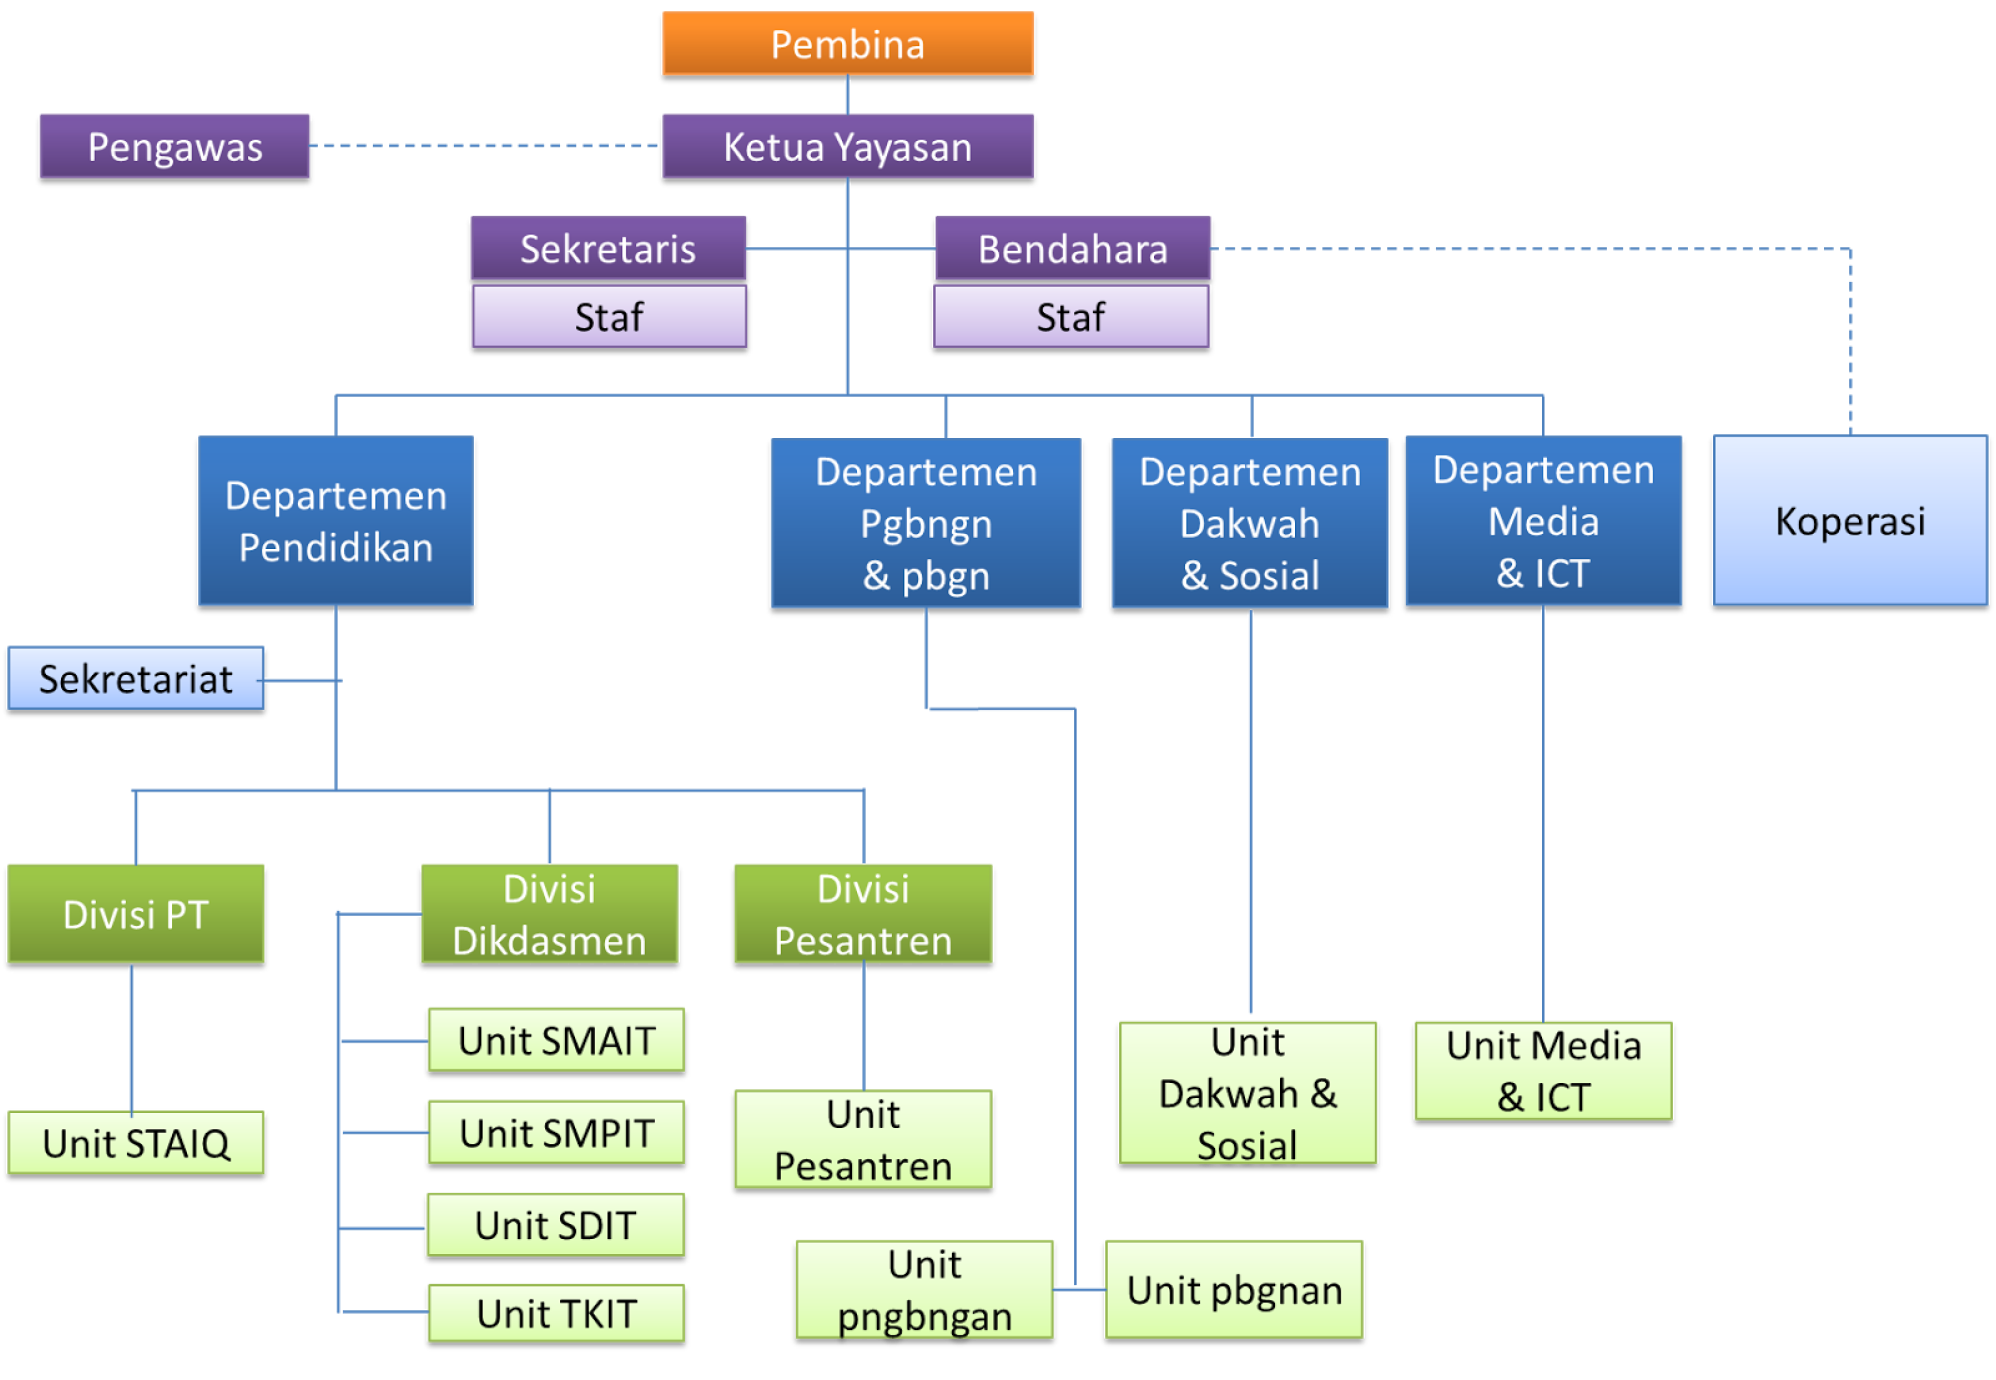 Pembina
Pengawas
Ketua Yayasan
Sekretaris
Bendahara
Staf
Staf
Departemen
Pendidikan
Departemen
Pgbngn
& pbgn
Departemen
Dakwah
& Sosial
Departemen
Media
& ICT
Koperasi
Sekretariat
Divisi PT
Divisi
Dikdasmen
Divisi
Pesantren
Unit STAIQ
Unit SMAIT
Unit SMPIT
Unit SDIT
Unit TKIT
Unit
Pesantren
Unit
pngbngan
Unit pbgnan
Unit
Dakwah &
Sosial
Unit Media
& ICT